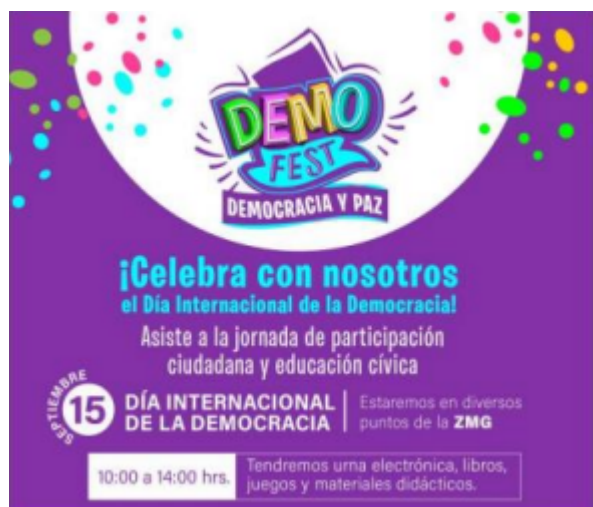 DEMO
FEST
DEMOCRACIA Y PAZ
¡Celebra con nosotros
el Día Internacional de la Democracia!
Asiste a la jornada de participación
ciudadana y educación cívica
SEPTIEMBRE
15
DÍA INTERNACIONAL
DE LA DEMOCRACIA
Estaremos en diversos
puntos de la ZMG
10:00 a 14:00 hrs.
Tendremos urna electrónica, libros,
juegos y materiales didácticos.